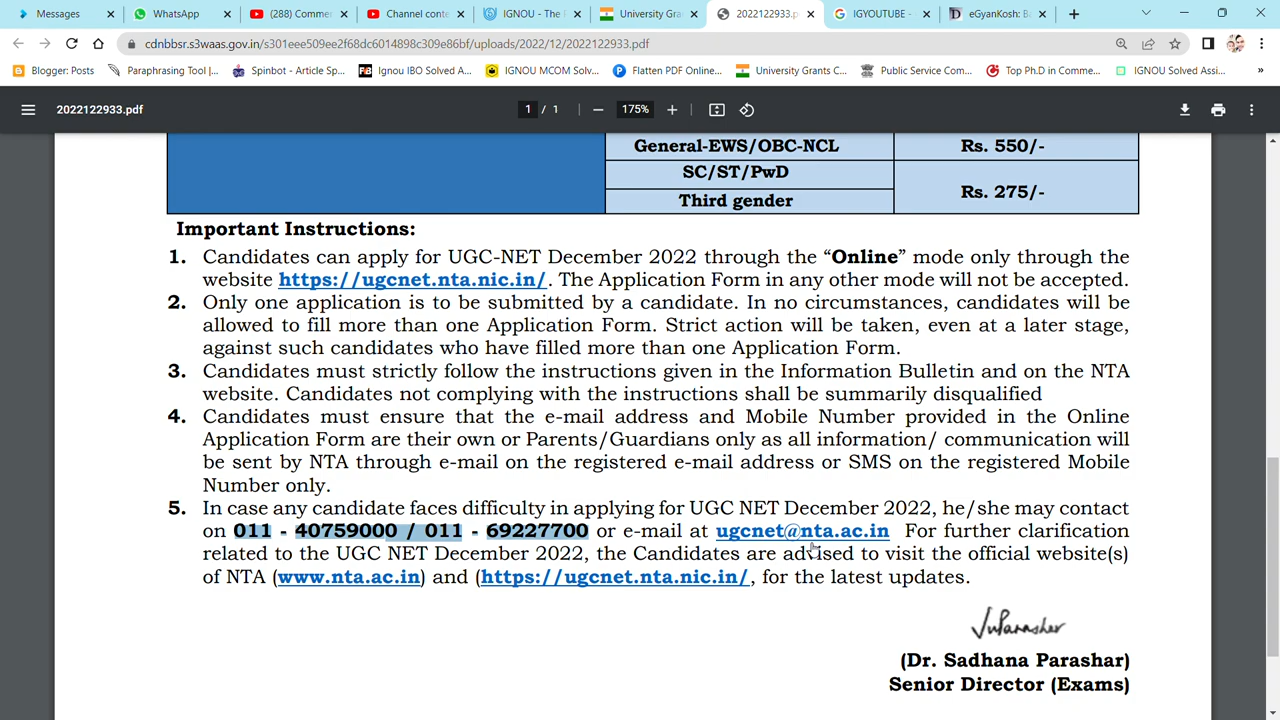 Messages
WhatsApp
(288) Comme
Channel conte
IGNOU - The F
University Gra
2022122933.p
IGYOUTUBE -
eGyanKosh: Ba
cdnbbsr.s3waas.gov.in/s301eee509ee2f68dc6014898c309e86bf/uploads/2022/12/2022122933.pdf
Blogger: Posts
Paraphrasing Tool |...
Spinbot - Article Sp...
Ignou IBO Solved A...
IGNOU MCOM Solv...
Flatten PDF Online...
University Grants C...
Public Service Com...
Top Ph.D in Comme...
IGNOU Solved Assi...
»
2022122933.pdf
1 / 1
175%
General-EWS/OBC-NCL Rs. 550/-
SC/ST/PwD
Rs. 275/-
Third gender
Important Instructions:
1. Candidates can apply for UGC-NET December 2022 through the “Online” mode only through the
website https://ugcnet.nta.nic.in/. The Application Form in any other mode will not be accepted.
2. Only one application is to be submitted by a candidate. In no circumstances, candidates will be
allowed to fill more than one Application Form. Strict action will be taken, even at a later stage,
against such candidates who have filled more than one Application Form.
3. Candidates must strictly follow the instructions given in the Information Bulletin and on the NTA
website. Candidates not complying with the instructions shall be summarily disqualified
4. Candidates must ensure that the e-mail address and Mobile Number provided in the Online
Application Form are their own or Parents/Guardians only as all information/ communication will
be sent by NTA through e-mail on the registered e-mail address or SMS on the registered Mobile
Number only.
5. In case any candidate faces difficulty in applying for UGC NET December 2022, he/she may contact
on 011 - 40759000 / 011 - 69227700 or e-mail at ugcnet@nta.ac.in For further clarification
related to the UGC NET December 2022, the Candidates are advised to visit the official website(s)
of NTA (www.nta.ac.in) and (https://ugcnet.nta.nic.in/, for the latest updates.
(Dr. Sadhana Parashar)
Senior Director (Exams)